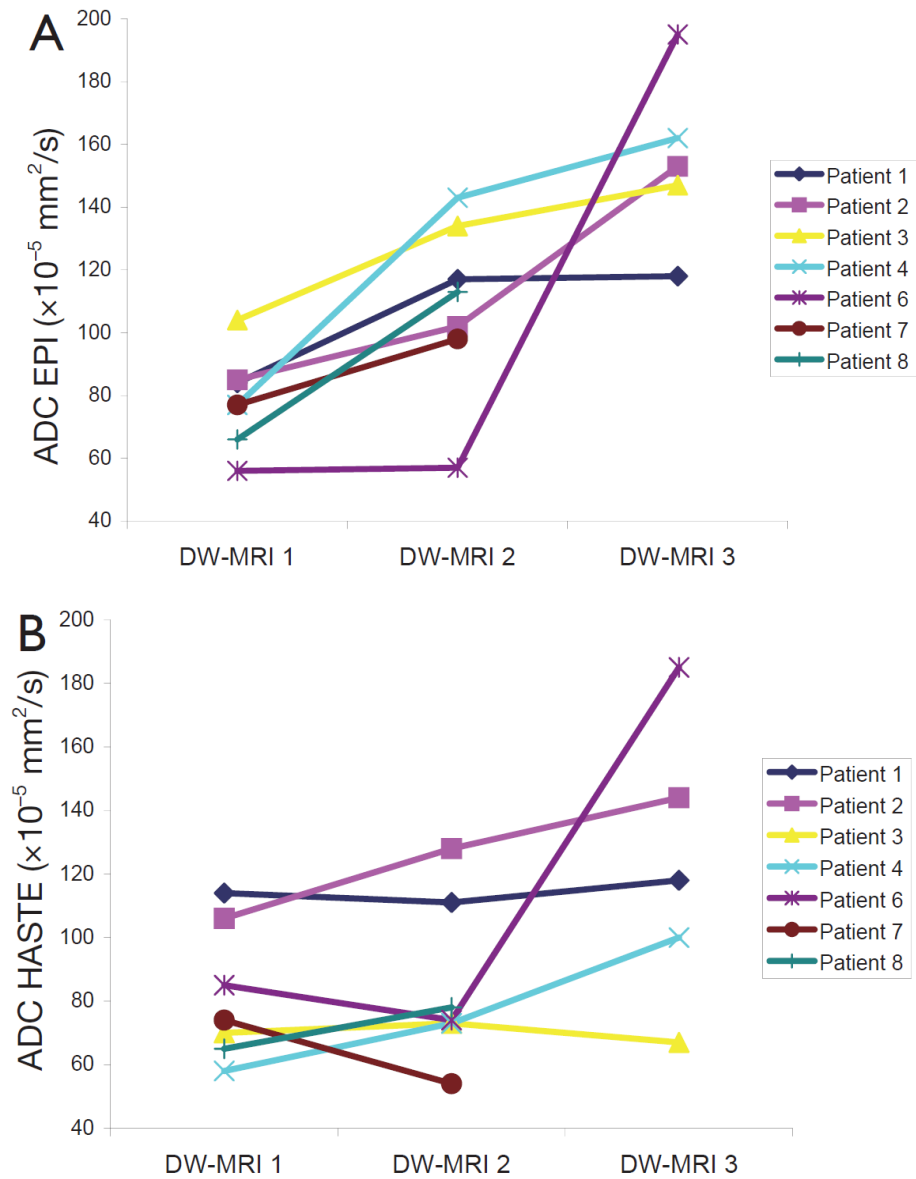 A
200
180
160
140
120
100
80
60
40
ADC EPI (×10⁻⁵ mm²/s)
DW-MRI 1 DW-MRI 2 DW-MRI 3
Patient 1
Patient 2
Patient 3
Patient 4
Patient 6
Patient 7
Patient 8
B
200
180
160
140
120
100
80
60
40
ADC HASTE (×10⁻⁵ mm²/s)
DW-MRI 1 DW-MRI 2 DW-MRI 3
Patient 1
Patient 2
Patient 3
Patient 4
Patient 6
Patient 7
Patient 8